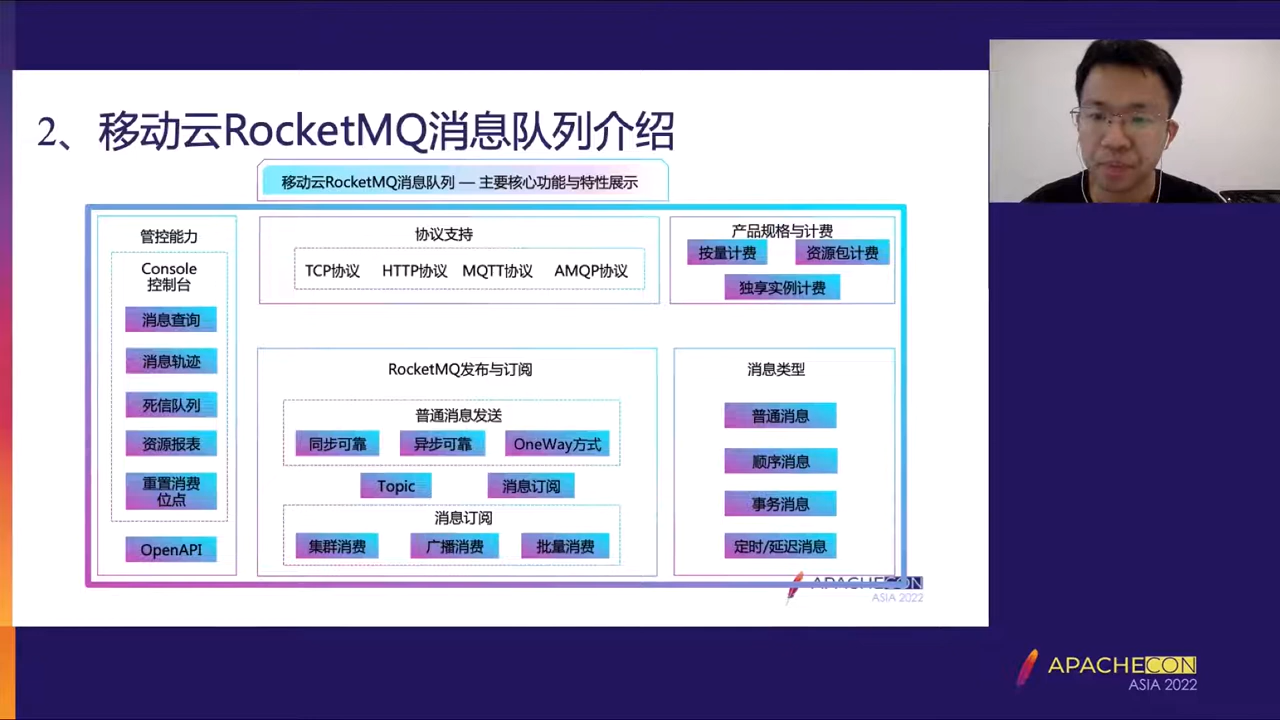 2、移动云RocketMQ消息队列介绍
移动云RocketMQ消息队列 — 主要核心功能与特性展示
管控能力
Console
控制台
消息查询
消息轨迹
死信队列
资源报表
重置消费
位点
OpenAPI
协议支持
TCP协议 HTTP协议 MQTT协议 AMQP协议
产品规格与计费
按量计费 资源包计费
独享实例计费
RocketMQ发布与订阅
普通消息发送
同步可靠 异步可靠 OneWay方式
Topic 消息订阅
消息订阅
集群消费 广播消费 批量消费
消息类型
普通消息
顺序消息
事务消息
定时/延迟消息
APACHECON
ASIA 2022
APACHECON
ASIA 2022